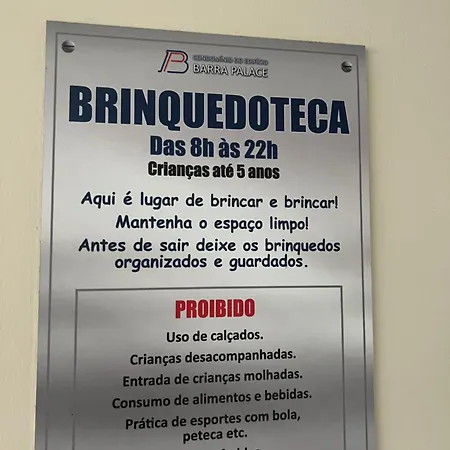 CONDOMÍNIO DO EDIFÍCIO
BARRA PALACE
BRINQUEDOTECA
Das 8h às 22h
Crianças até 5 anos
Aqui é lugar de brincar e brincar!
Mantenha o espaço limpo!
Antes de sair deixe os brinquedos
organizados e guardados.
PROIBIDO
Uso de calçados.
Crianças desacompanhadas.
Entrada de crianças molhadas.
Consumo de alimentos e bebidas.
Prática de esportes com bola,
peteca etc.